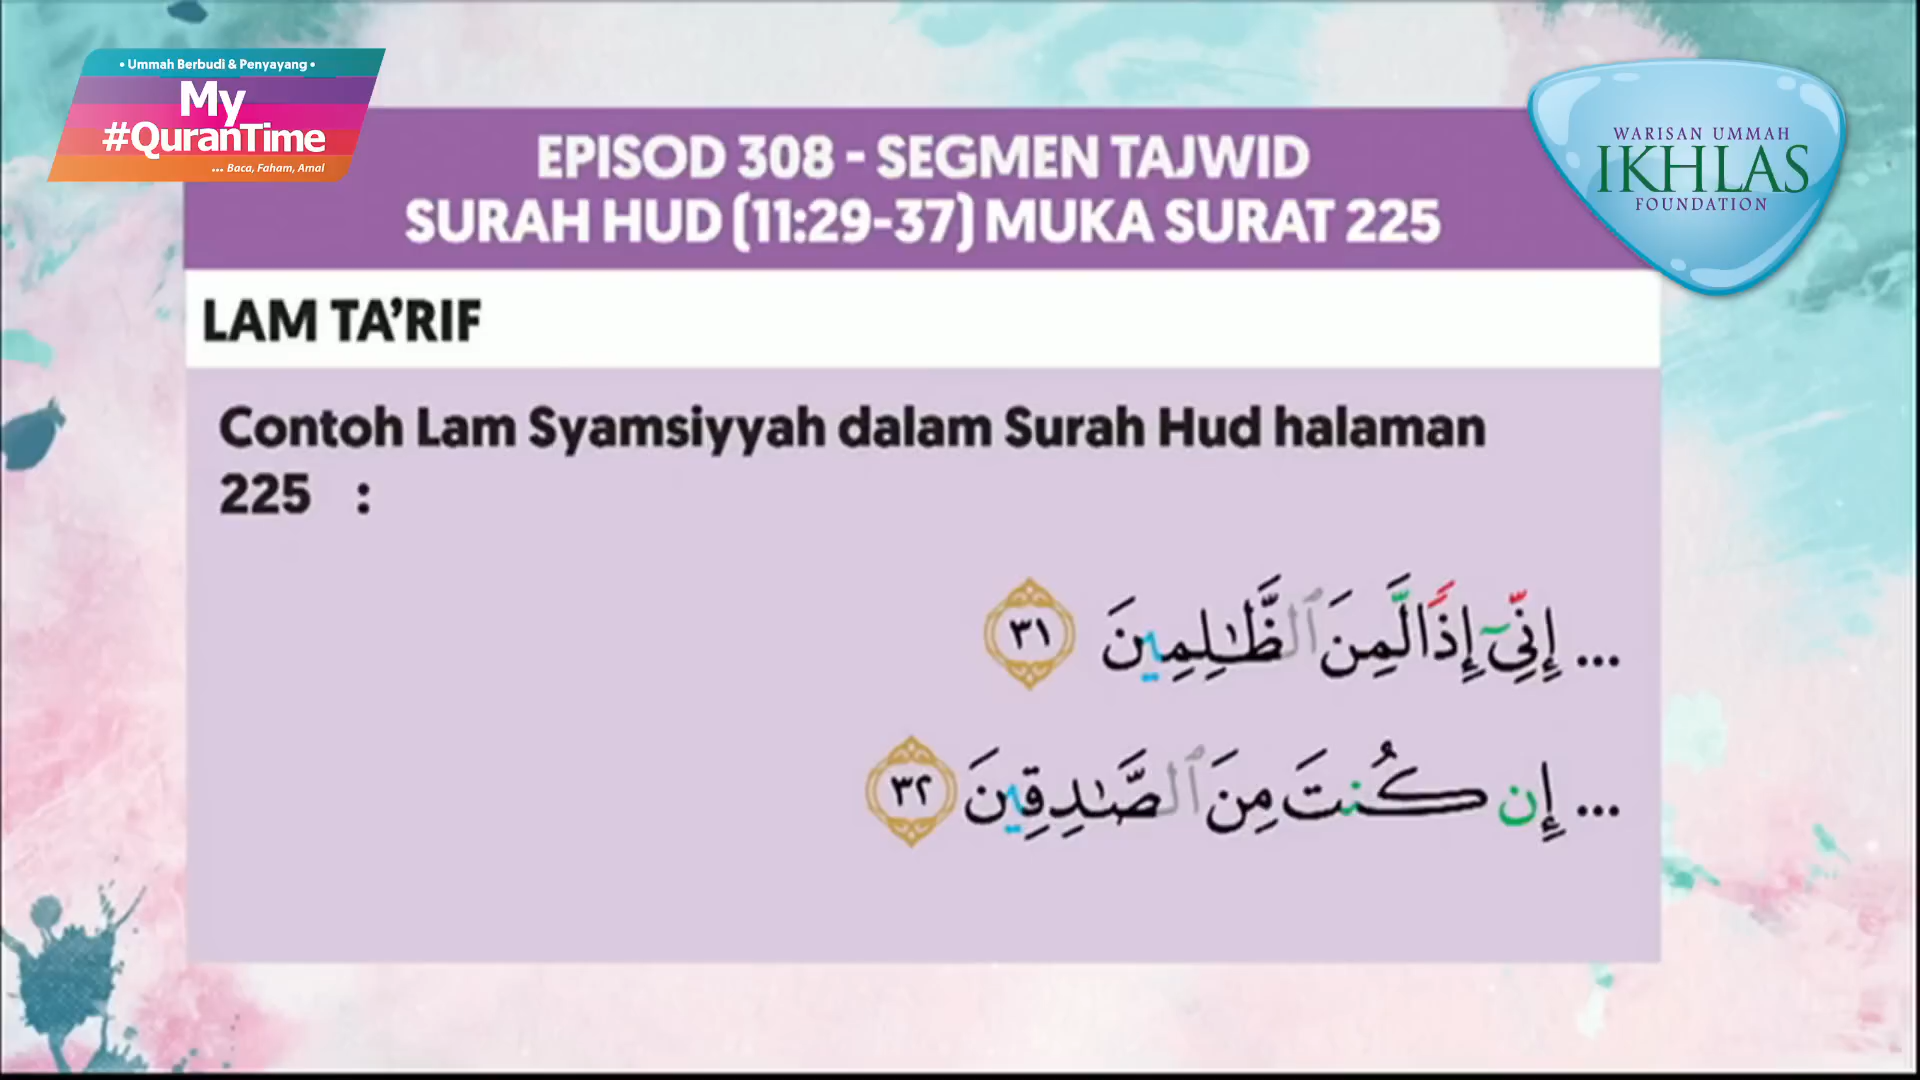 • Ummah Berbudi & Penyayang •
My
#QuranTime
... Baca, Faham, Amal
WARISAN UMMAH
IKHLAS
FOUNDATION
EPISOD 308 - SEGMEN TAJWID
SURAH HUD (11:29-37) MUKA SURAT 225
LAM TA’RIF
Contoh Lam Syamsiyyah dalam Surah Hud halaman
225 :
... إِنِّىٓ إِذًا لَّمِنَ ٱلظَّـٰلِمِينَ ٣١
... إِن كُنتَ مِنَ ٱلصَّـٰدِقِينَ ٣٢